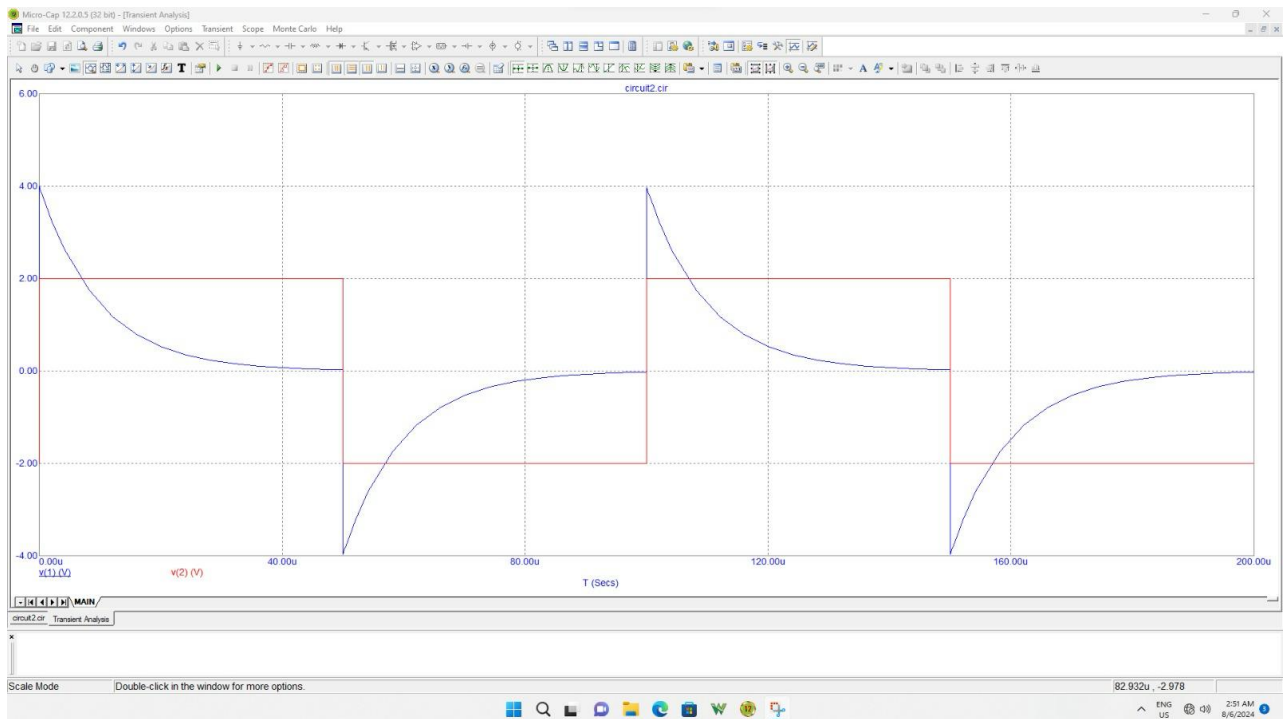 Micro-Cap 12.2.0.5 (32 bit) - [Transient Analysis]
File Edit Component Windows Options Transient Scope Monte Carlo Help
circuit2.cir
6.00
4.00
2.00
0.00
-2.00
-4.00
0.00u 40.00u 80.00u 120.00u 160.00u 200.00u
v(1) (V) v(2) (V)
T (Secs)
MAIN
circuit2.cir Transient Analysis
Scale Mode Double-click in the window for more options. 82.932u , -2.978
ENG 2:51 AM
US 8/6/2024